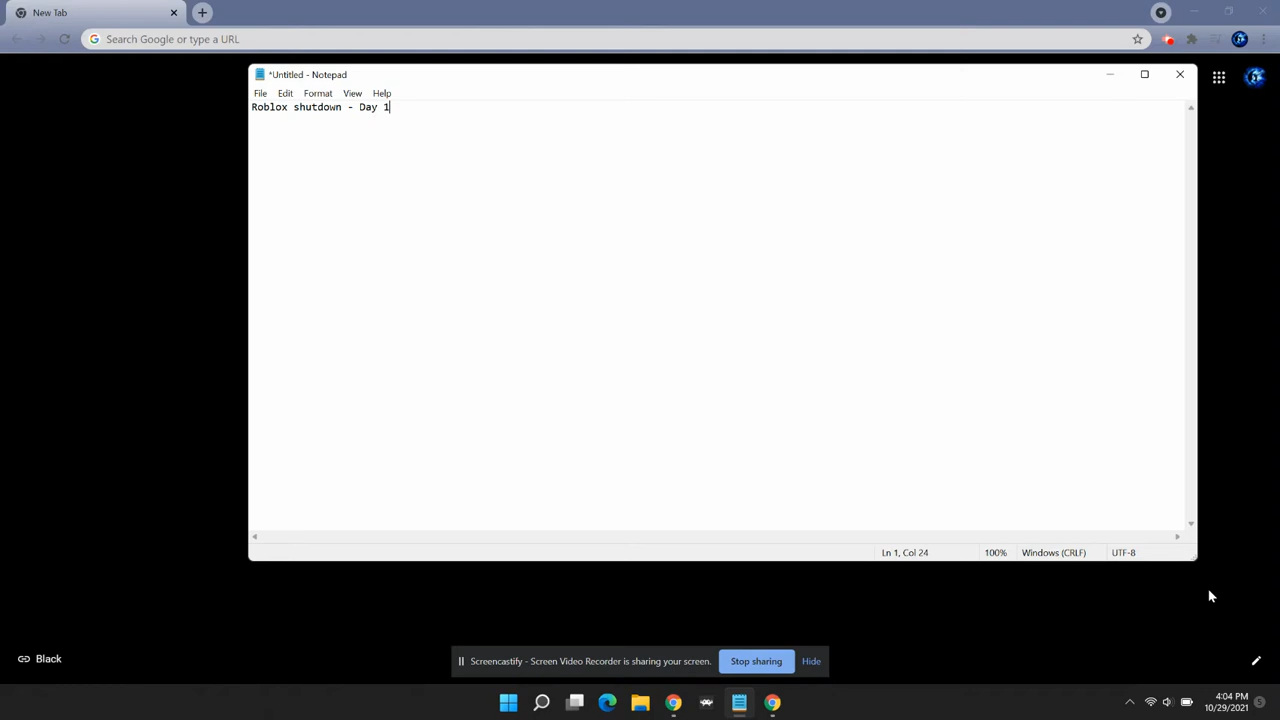 New Tab
Search Google or type a URL
*Untitled - Notepad
File Edit Format View Help
Roblox shutdown - Day 1
Ln 1, Col 24 100% Windows (CRLF) UTF-8
Black
Screencastify - Screen Video Recorder is sharing your screen. Stop sharing Hide
4:04 PM
10/29/2021 5